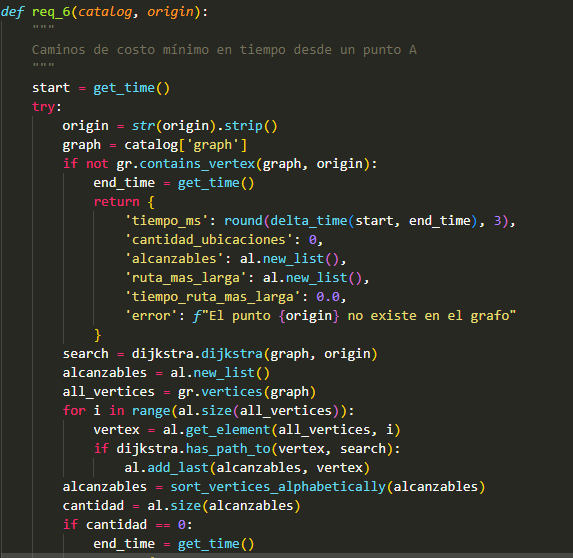 def req_6(catalog, origin):
    """
    Caminos de costo mínimo en tiempo desde un punto A
    """
    start = get_time()
    try:
        origin = str(origin).strip()
        graph = catalog['graph']
        if not gr.contains_vertex(graph, origin):
            end_time = get_time()
            return {
                'tiempo_ms': round(delta_time(start, end_time), 3),
                'cantidad_ubicaciones': 0,
                'alcanzables': al.new_list(),
                'ruta_mas_larga': al.new_list(),
                'tiempo_ruta_mas_larga': 0.0,
                'error': f"El punto {origin} no existe en el grafo"
            }
        search = dijkstra.dijkstra(graph, origin)
        alcanzables = al.new_list()
        all_vertices = gr.vertices(graph)
        for i in range(al.size(all_vertices)):
            vertex = al.get_element(all_vertices, i)
            if dijkstra.has_path_to(vertex, search):
                al.add_last(alcanzables, vertex)
        alcanzables = sort_vertices_alphabetically(alcanzables)
        cantidad = al.size(alcanzables)
        if cantidad == 0:
            end_time = get_time()